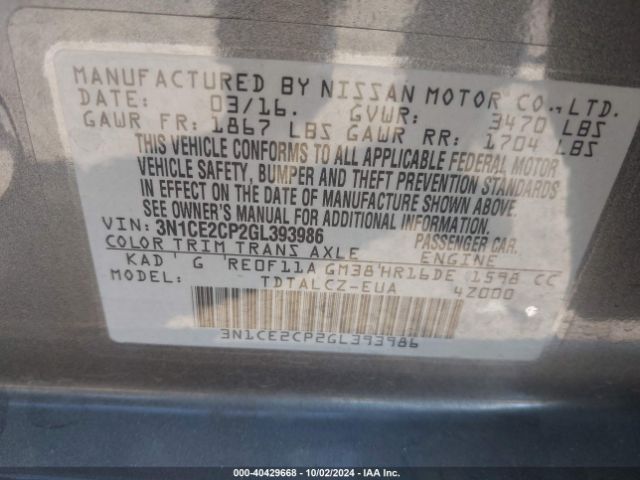 MANUFACTURED BY NISSAN MOTOR CO., LTD.
DATE: 03/16. GVWR: 3470 LBS
GAWR FR: 1867 LBS GAWR RR: 1704 LBS
THIS VEHICLE CONFORMS TO ALL APPLICABLE FEDERAL MOTOR
VEHICLE SAFETY, BUMPER AND THEFT PREVENTION STANDARDS
IN EFFECT ON THE DATE OF MANUFACTURE SHOWN ABOVE.
SEE OWNER'S MANUAL FOR ADDITIONAL INFORMATION.
VIN: 3N1CE2CP2GL393986 PASSENGER CAR.
COLOR TRIM TRANS AXLE ENGINE
KAD G RE0F11A GM38 HR16DE 1598 CC
MODEL: TDTALCZ-EUA 4Z000
3N1CE2CP2GL393986
000-40429668 - 10/02/2024 - IAA Inc.